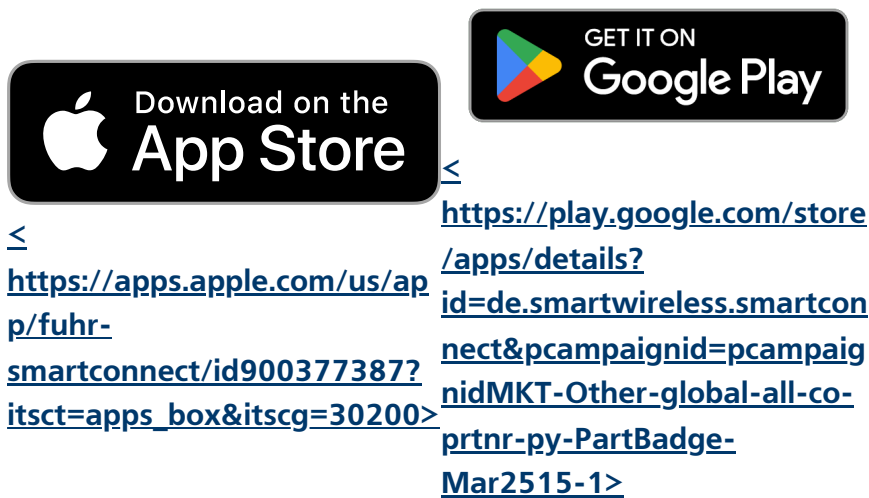 Download on the
App Store
<
https://apps.apple.com/us/ap
p/fuhr-
smartconnect/id900377387?
itsct=apps_box&itscg=30200>
GET IT ON
Google Play
<
https://play.google.com/store
/apps/details?
id=de.smartwireless.smartcon
nect&pcampaignid=pcampaig
nidMKT-Other-global-all-co-
prtnr-py-PartBadge-
Mar2515-1>